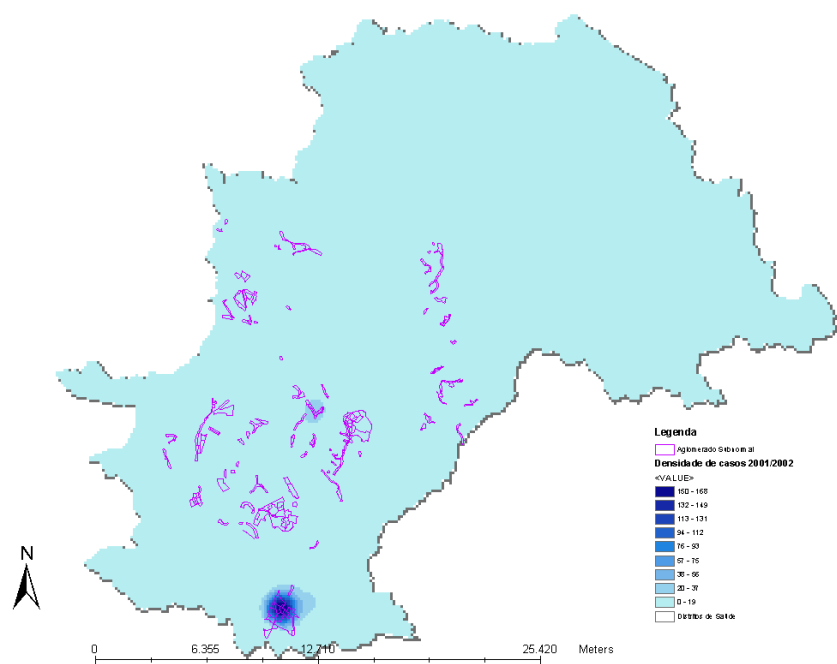 Legenda
Aglomerado Subnormal
Densidade de casos 2001/2002
<VALUE>
150 - 168
132 - 149
113 - 131
94 - 112
76 - 93
57 - 75
38 - 56
20 - 37
0 - 19
Distritos de Saúde
N
0 6.355 12.710 25.420 Meters